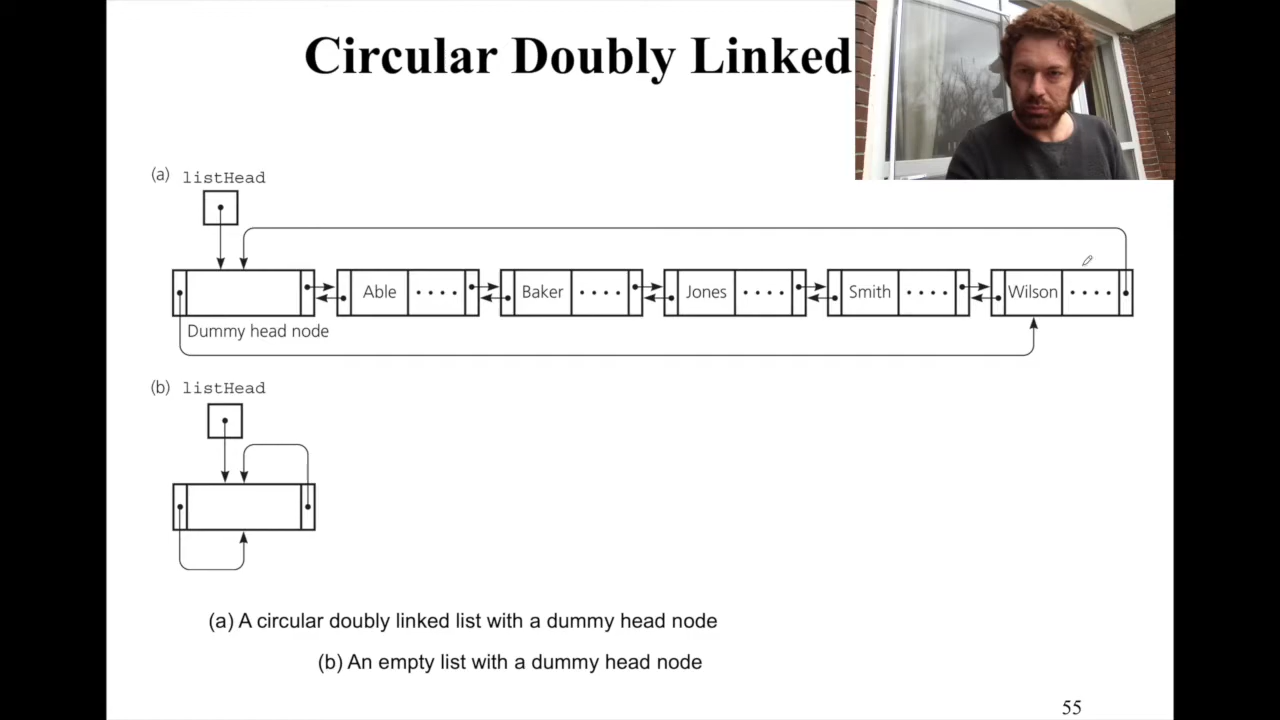 Circular Doubly Linked
(a) listHead
Able ···· Baker ···· Jones ···· Smith ···· Wilson ····
Dummy head node
(b) listHead
(a) A circular doubly linked list with a dummy head node
(b) An empty list with a dummy head node
55